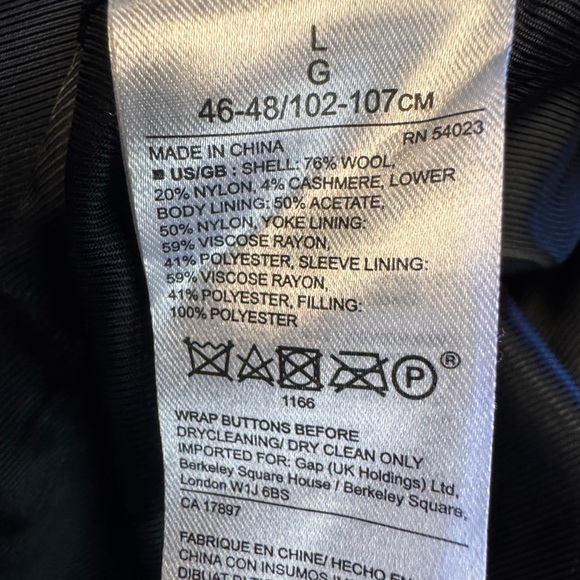 L
G
46-48/102-107CM
RN 54023
MADE IN CHINA
■ US/GB : SHELL: 76% WOOL,
20% NYLON, 4% CASHMERE, LOWER
BODY LINING: 50% ACETATE,
50% NYLON, YOKE LINING:
59% VISCOSE RAYON,
41% POLYESTER, SLEEVE LINING:
59% VISCOSE RAYON,
41% POLYESTER, FILLING:
100% POLYESTER
P ®
1166
WRAP BUTTONS BEFORE
DRYCLEANING/ DRY CLEAN ONLY
IMPORTED FOR: Gap (UK Holdings) Ltd,
Berkeley Square House / Berkeley Square,
London W1J 6BS
CA 17897
FABRIQUE EN CHINE/ HECHO EN
CHINA CON INSUMOS